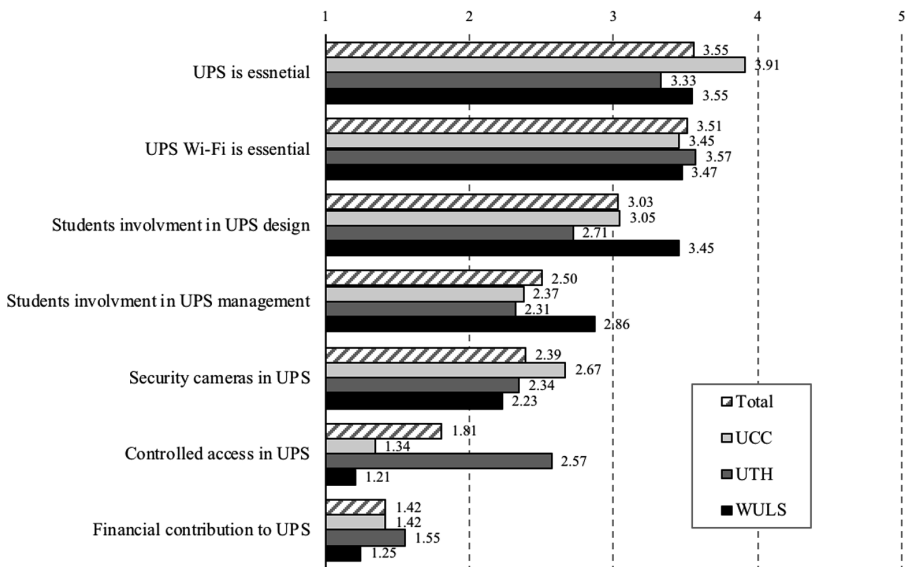 1 2 3 4 5
UPS is essnetial
3.55
3.91
3.33
3.55
UPS Wi-Fi is essential
3.51
3.45
3.57
3.47
Students involvment in UPS design
3.03
3.05
2.71
3.45
Students involvment in UPS management
2.50
2.37
2.31
2.86
Security cameras in UPS
2.39
2.67
2.34
2.23
Controlled access in UPS
1.81
1.34
2.57
1.21
Financial contribution to UPS
1.42
1.42
1.55
1.25
Total
UCC
UTH
WULS